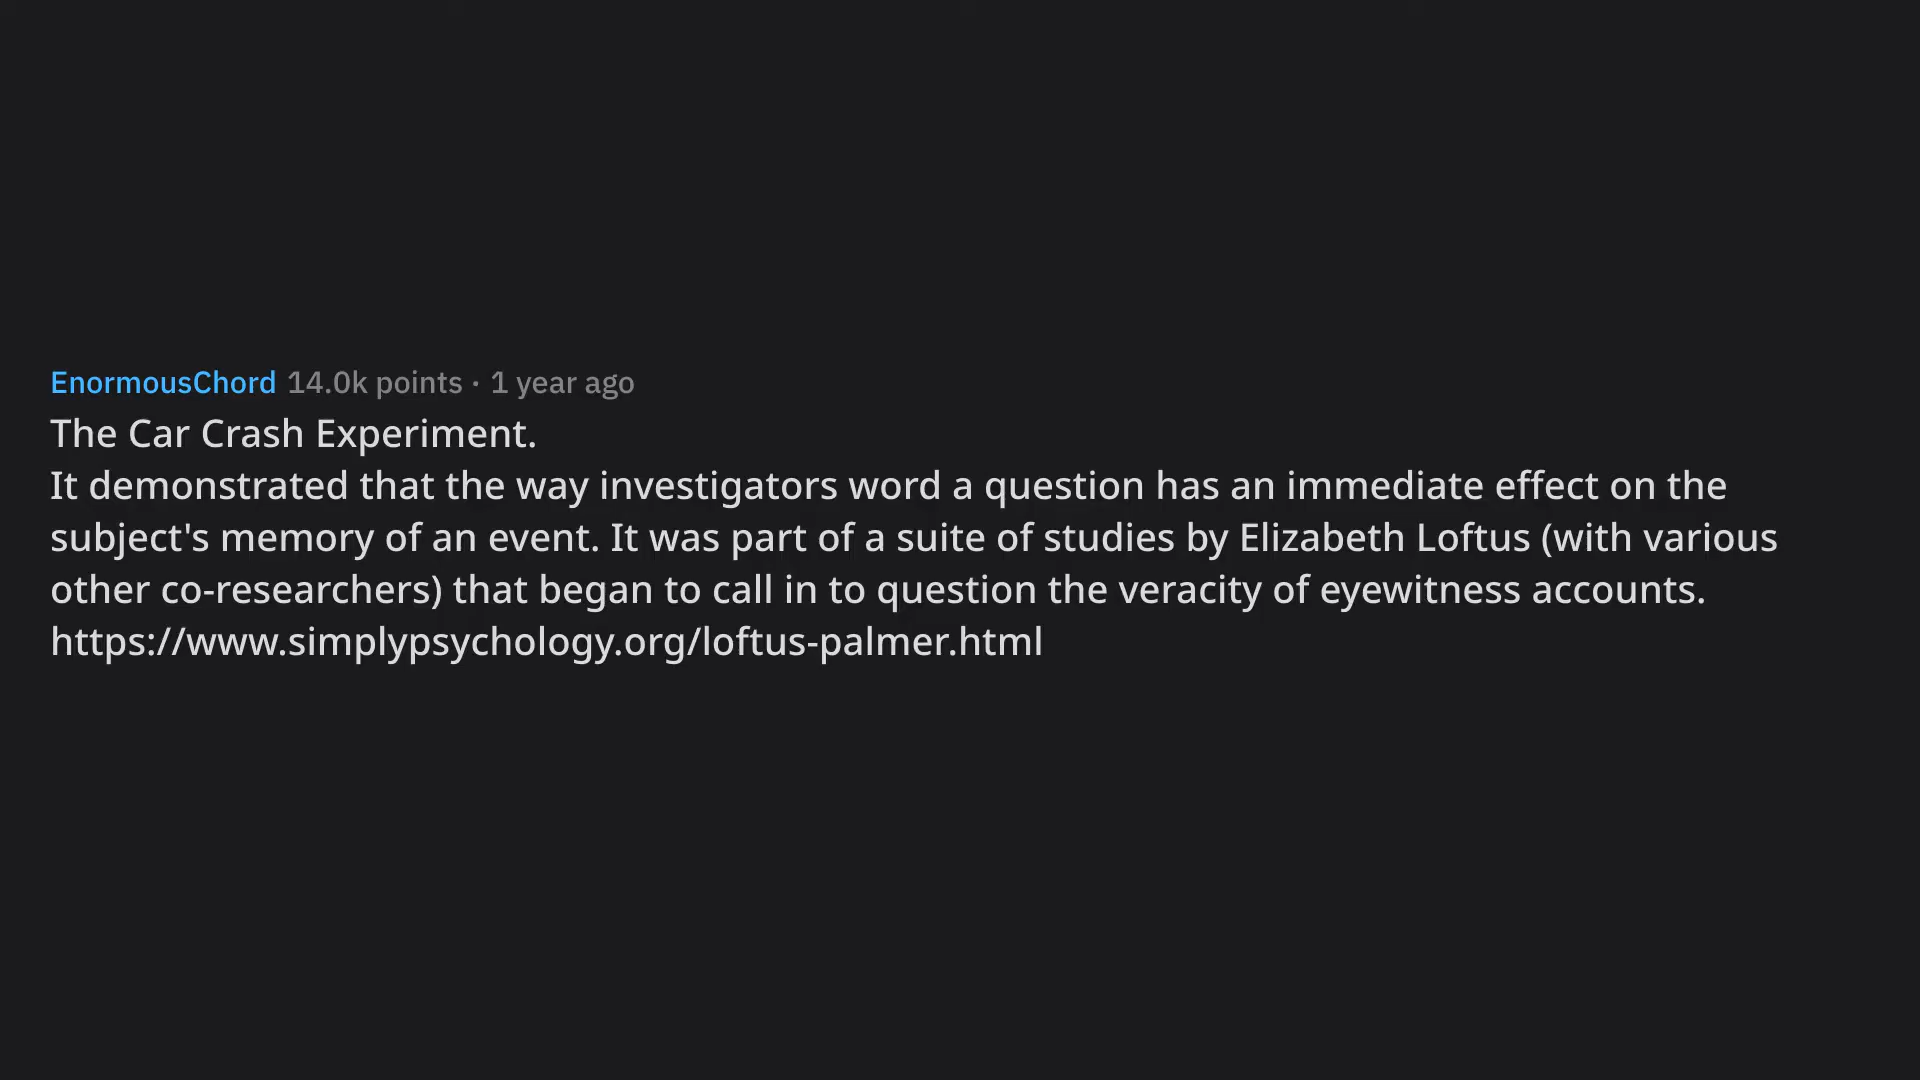 EnormousChord 14.0k points · 1 year ago
The Car Crash Experiment.
It demonstrated that the way investigators word a question has an immediate effect on the
subject's memory of an event. It was part of a suite of studies by Elizabeth Loftus (with various
other co-researchers) that began to call in to question the veracity of eyewitness accounts.
https://www.simplypsychology.org/loftus-palmer.html